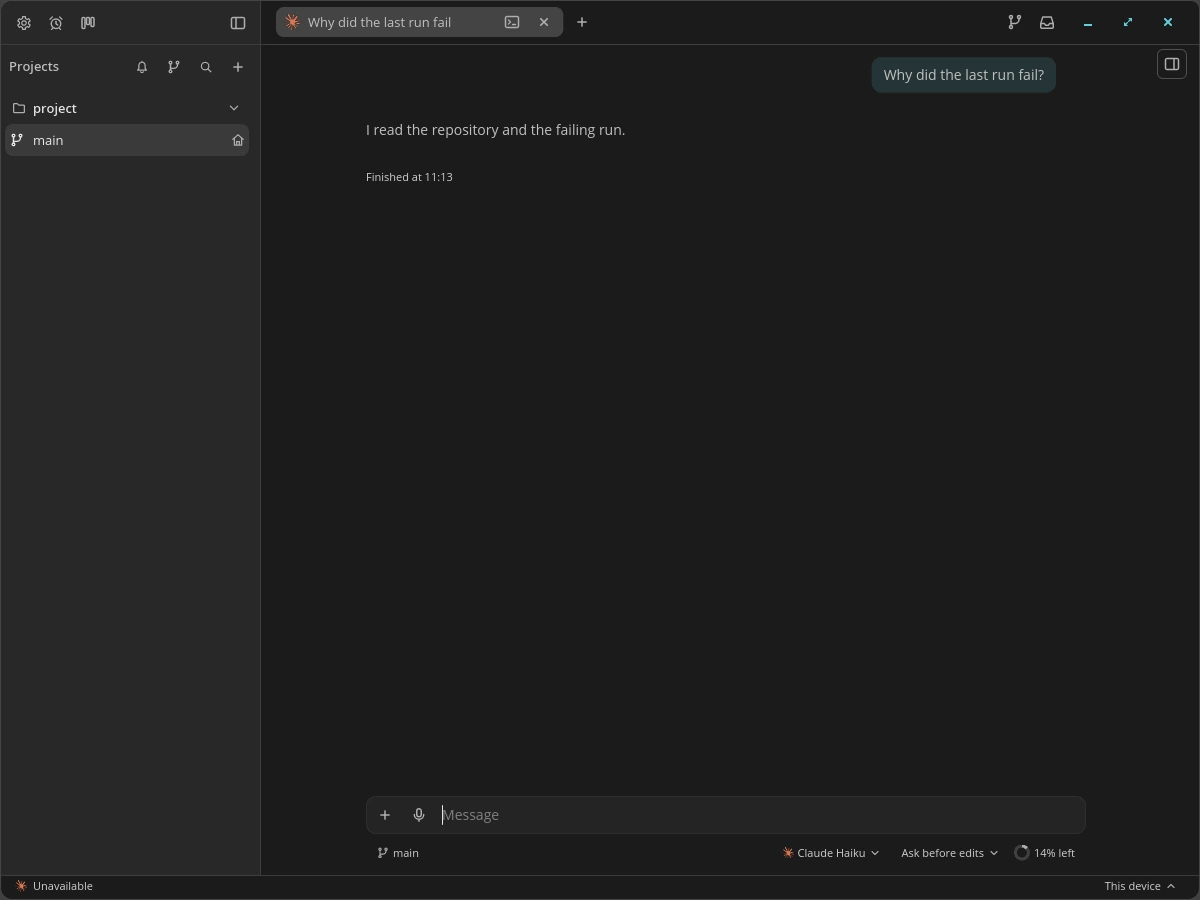 Why did the last run fail
Projects
project
main
Why did the last run fail?
I read the repository and the failing run.
Finished at 11:13
Message
main
Claude Haiku
Ask before edits
14% left
Unavailable
This device